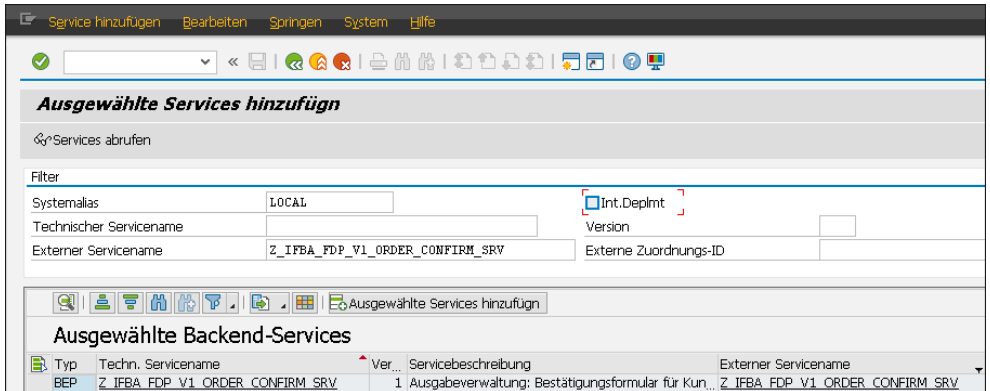 Service hinzufügen Bearbeiten Springen System Hilfe
Ausgewählte Services hinzufügn
Services abrufen
Filter
Systemalias LOCAL Int.Deplmt
Technischer Servicename Version
Externer Servicename Z_IFBA_FDP_V1_ORDER_CONFIRM_SRV Externe Zuordnungs-ID
Ausgewählte Services hinzufügn
Ausgewählte Backend-Services
Typ Techn. Servicename Ver... Servicebeschreibung Externer Servicename
BEP Z_IFBA_FDP_V1_ORDER_CONFIRM_SRV 1 Ausgabeverwaltung: Bestätigungsformular für Kun... Z_IFBA_FDP_V1_ORDER_CONFIRM_SRV